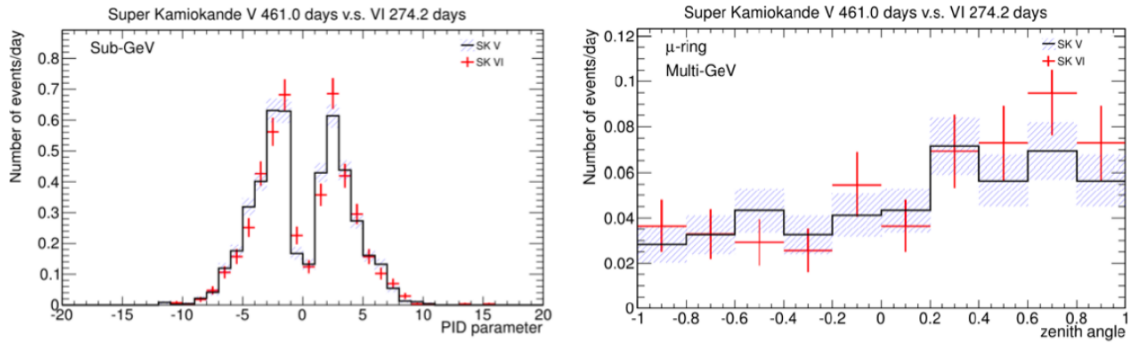 Super Kamiokande V 461.0 days v.s. VI 274.2 days
Sub-GeV
SK V
SK VI
Number of events/day
0.8
0.7
0.6
0.5
0.4
0.3
0.2
0.1
0
-20 -15 -10 -5 0 5 10 15 20
PID parameter
Super Kamiokande V 461.0 days v.s. VI 274.2 days
μ-ring
Multi-GeV
SK V
SK VI
Number of events/day
0.12
0.1
0.08
0.06
0.04
0.02
0
-1 -0.8 -0.6 -0.4 -0.2 0 0.2 0.4 0.6 0.8 1
zenith angle